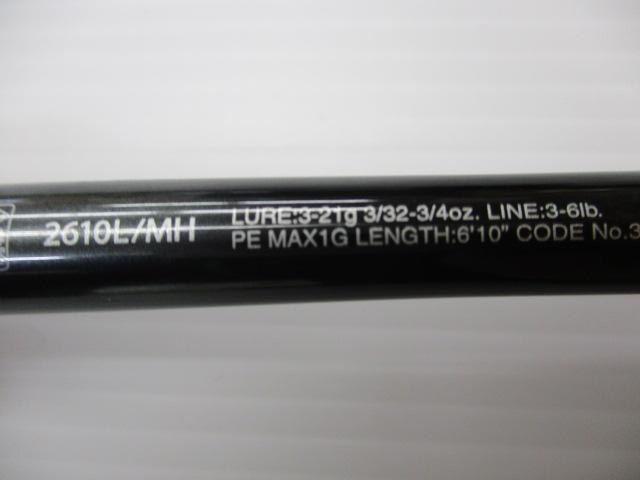 2610L/MH
LURE:3-21g 3/32-3/4oz. LINE:3-6lb.
PE MAX1G LENGTH:6'10" CODE No.3